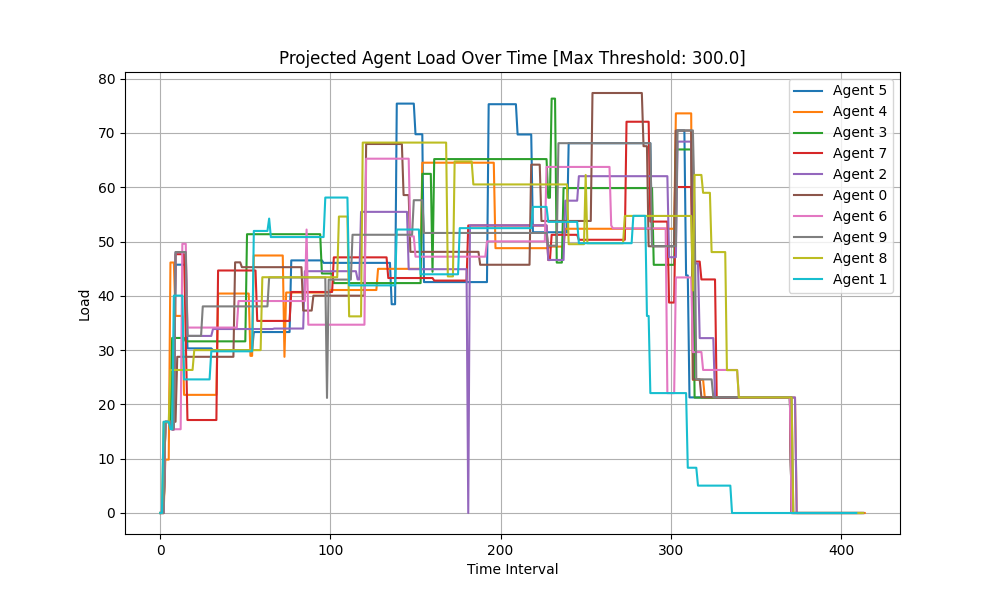 Projected Agent Load Over Time [Max Threshold: 300.0]
Load
80
70
60
50
40
30
20
10
0
0 100 200 300 400
Time Interval
Agent 5
Agent 4
Agent 3
Agent 7
Agent 2
Agent 0
Agent 6
Agent 9
Agent 8
Agent 1